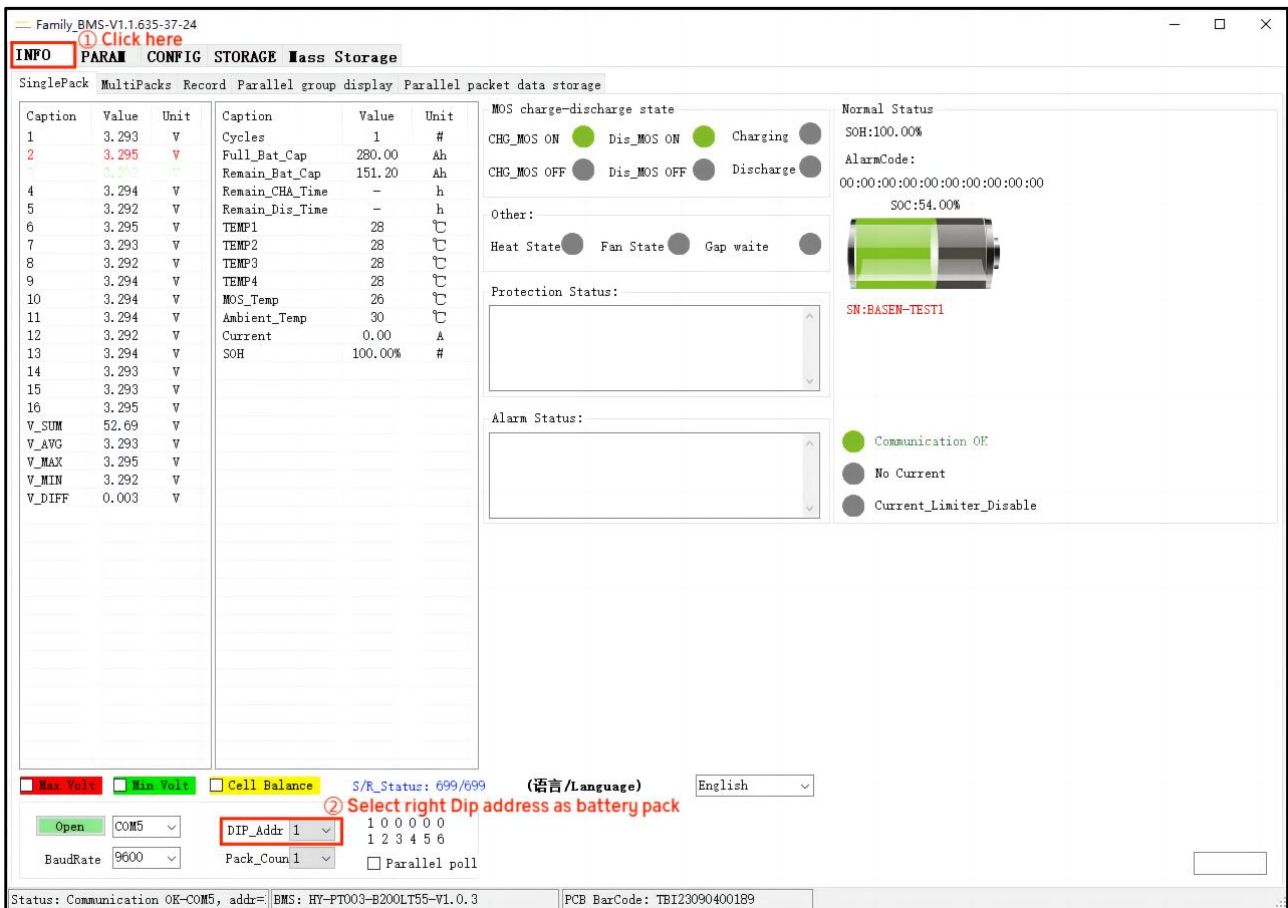 Family_BMS-V1.1.635-37-24
① Click here
INFO PARAM CONFIG STORAGE Mass Storage
SinglePack MultiPacks Record Parallel group display Parallel packet data storage
Caption Value Unit
1 3.293 V
2 3.295 V
4 3.294 V
5 3.292 V
6 3.295 V
7 3.293 V
8 3.292 V
9 3.294 V
10 3.294 V
11 3.294 V
12 3.292 V
13 3.294 V
14 3.293 V
15 3.293 V
16 3.295 V
V_SUM 52.69 V
V_AVG 3.293 V
V_MAX 3.295 V
V_MIN 3.292 V
V_DIFF 0.003 V
Caption Value Unit
Cycles 1 #
Full_Bat_Cap 280.00 Ah
Remain_Bat_Cap 151.20 Ah
Remain_CHA_Time – h
Remain_Dis_Time – h
TEMP1 28 ℃
TEMP2 28 ℃
TEMP3 28 ℃
TEMP4 28 ℃
MOS_Temp 26 ℃
Ambient_Temp 30 ℃
Current 0.00 A
SOH 100.00% #
MOS charge-discharge state
CHG_MOS ON Dis_MOS ON Charging
CHG_MOS OFF Dis_MOS OFF Discharge
Other:
Heat State Fan State Gap waite
Protection Status:
Alarm Status:
Normal Status
SOH:100.00%
AlarmCode:
00:00:00:00:00:00:00:00:00:00
SOC:54.00%
SN:BASEN-TEST1
Communication OK
No Current
Current_Limiter_Disable
Max Volt Min Volt Cell Balance S/R_Status: 699/699 (语言/Language) English
② Select right Dip address as battery pack
Open COM5 DIP_Addr 1 1 0 0 0 0 0
1 2 3 4 5 6
BaudRate 9600 Pack_Coun 1 Parallel poll
Status: Communication OK-COM5, addr= BMS: HY-PT003-B200LT55-V1.0.3 PCB BarCode: TBI23090400189